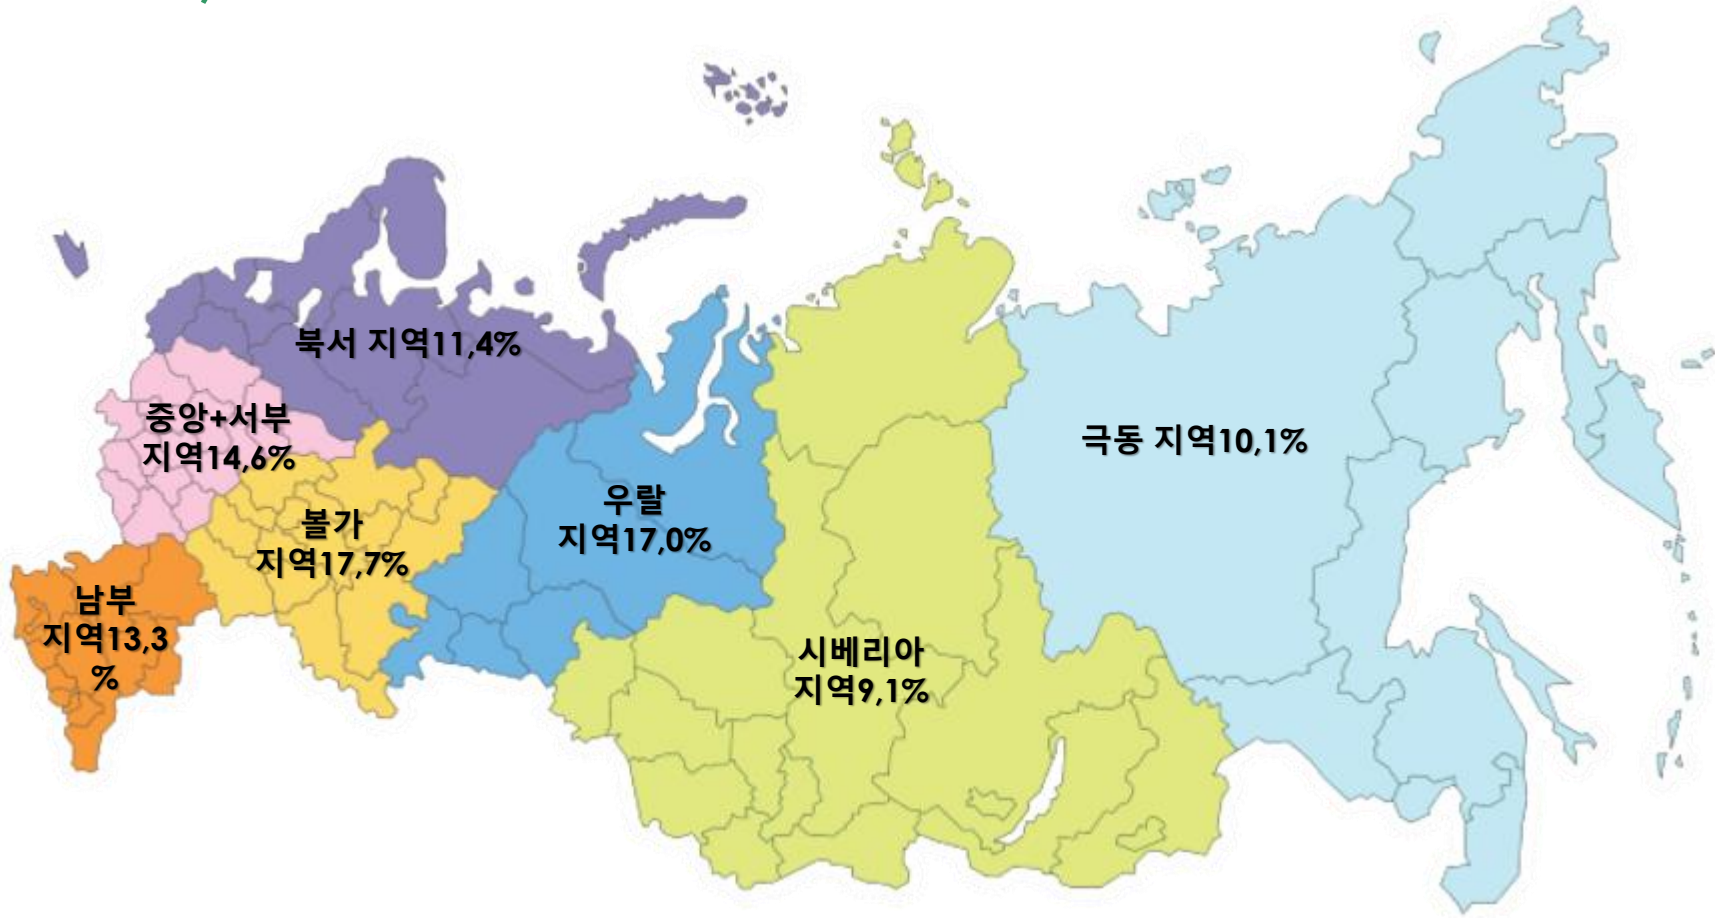 북서 지역11,4%
중앙+서부
지역14,6%
극동 지역10,1%
우랄
지역17,0%
볼가
지역17,7%
남부
지역13,3
%
시베리아
지역9,1%